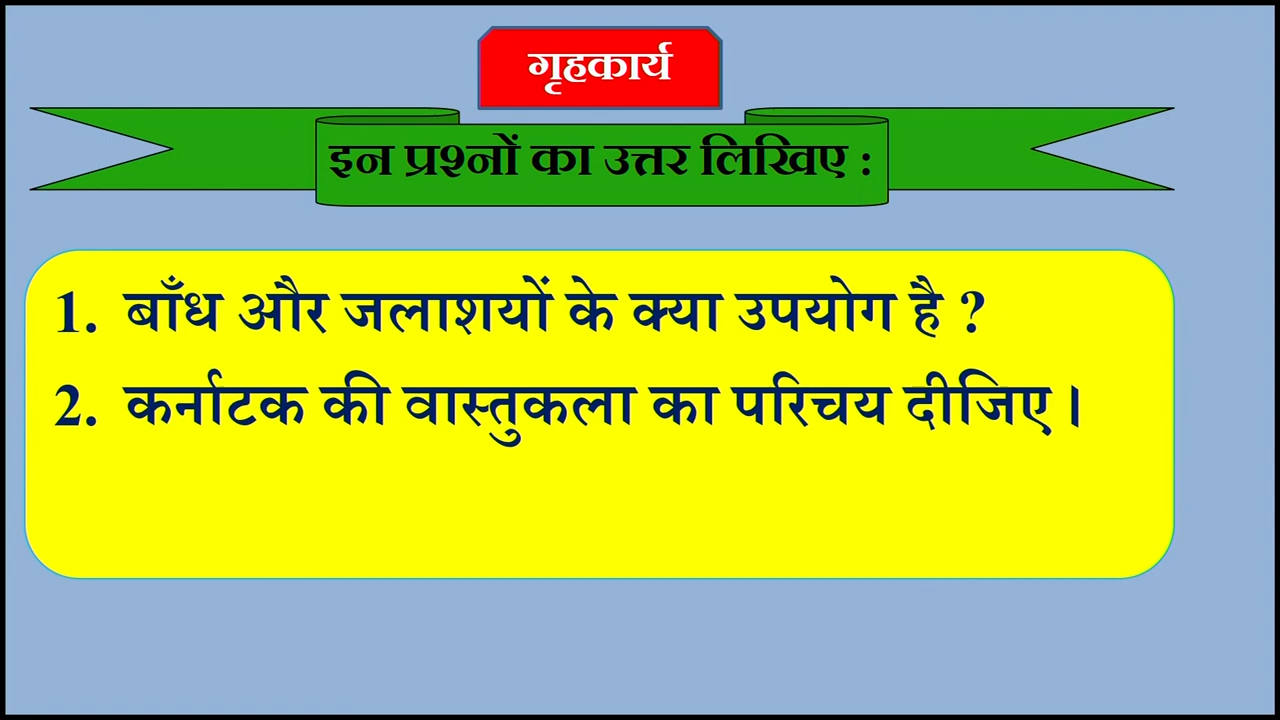 गृहकार्य
इन प्रश्नों का उत्तर लिखिए :
1. बाँध और जलाशयों के क्या उपयोग है ?
2. कर्नाटक की वास्तुकला का परिचय दीजिए ।